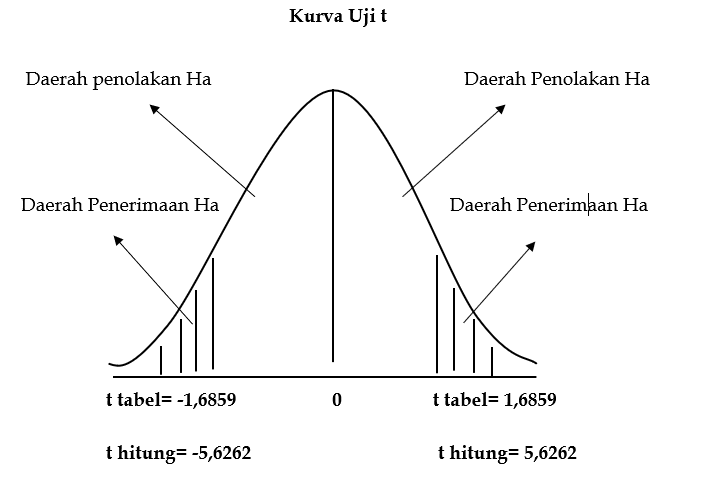 Kurva Uji t
Daerah penolakan Ha
Daerah Penolakan Ha
Daerah Penerimaan Ha
Daerah Penerimaan Ha
t tabel= -1,6859
0
t tabel= 1,6859
t hitung= -5,6262
t hitung= 5,6262